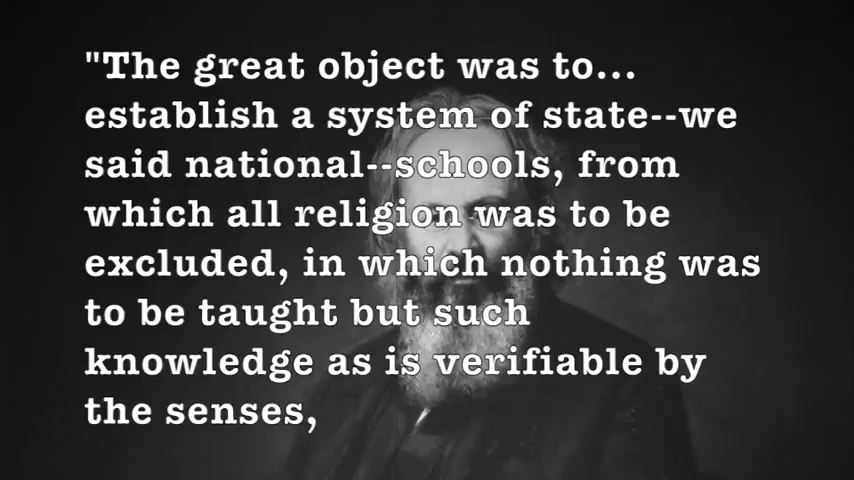 "The great object was to...
establish a system of state--we
said national--schools, from
which all religion was to be
excluded, in which nothing was
to be taught but such
knowledge as is verifiable by
the senses,